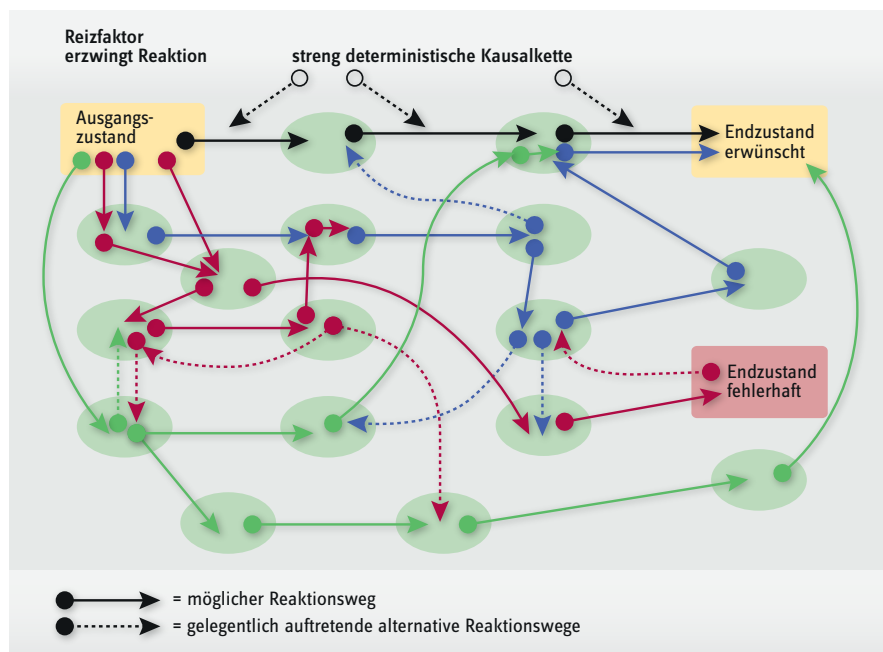 Reizfaktor
erzwingt Reaktion
streng deterministische Kausalkette
Ausgangs-
zustand
Endzustand
erwünscht
Endzustand
fehlerhaft
= möglicher Reaktionsweg
= gelegentlich auftretende alternative Reaktionswege